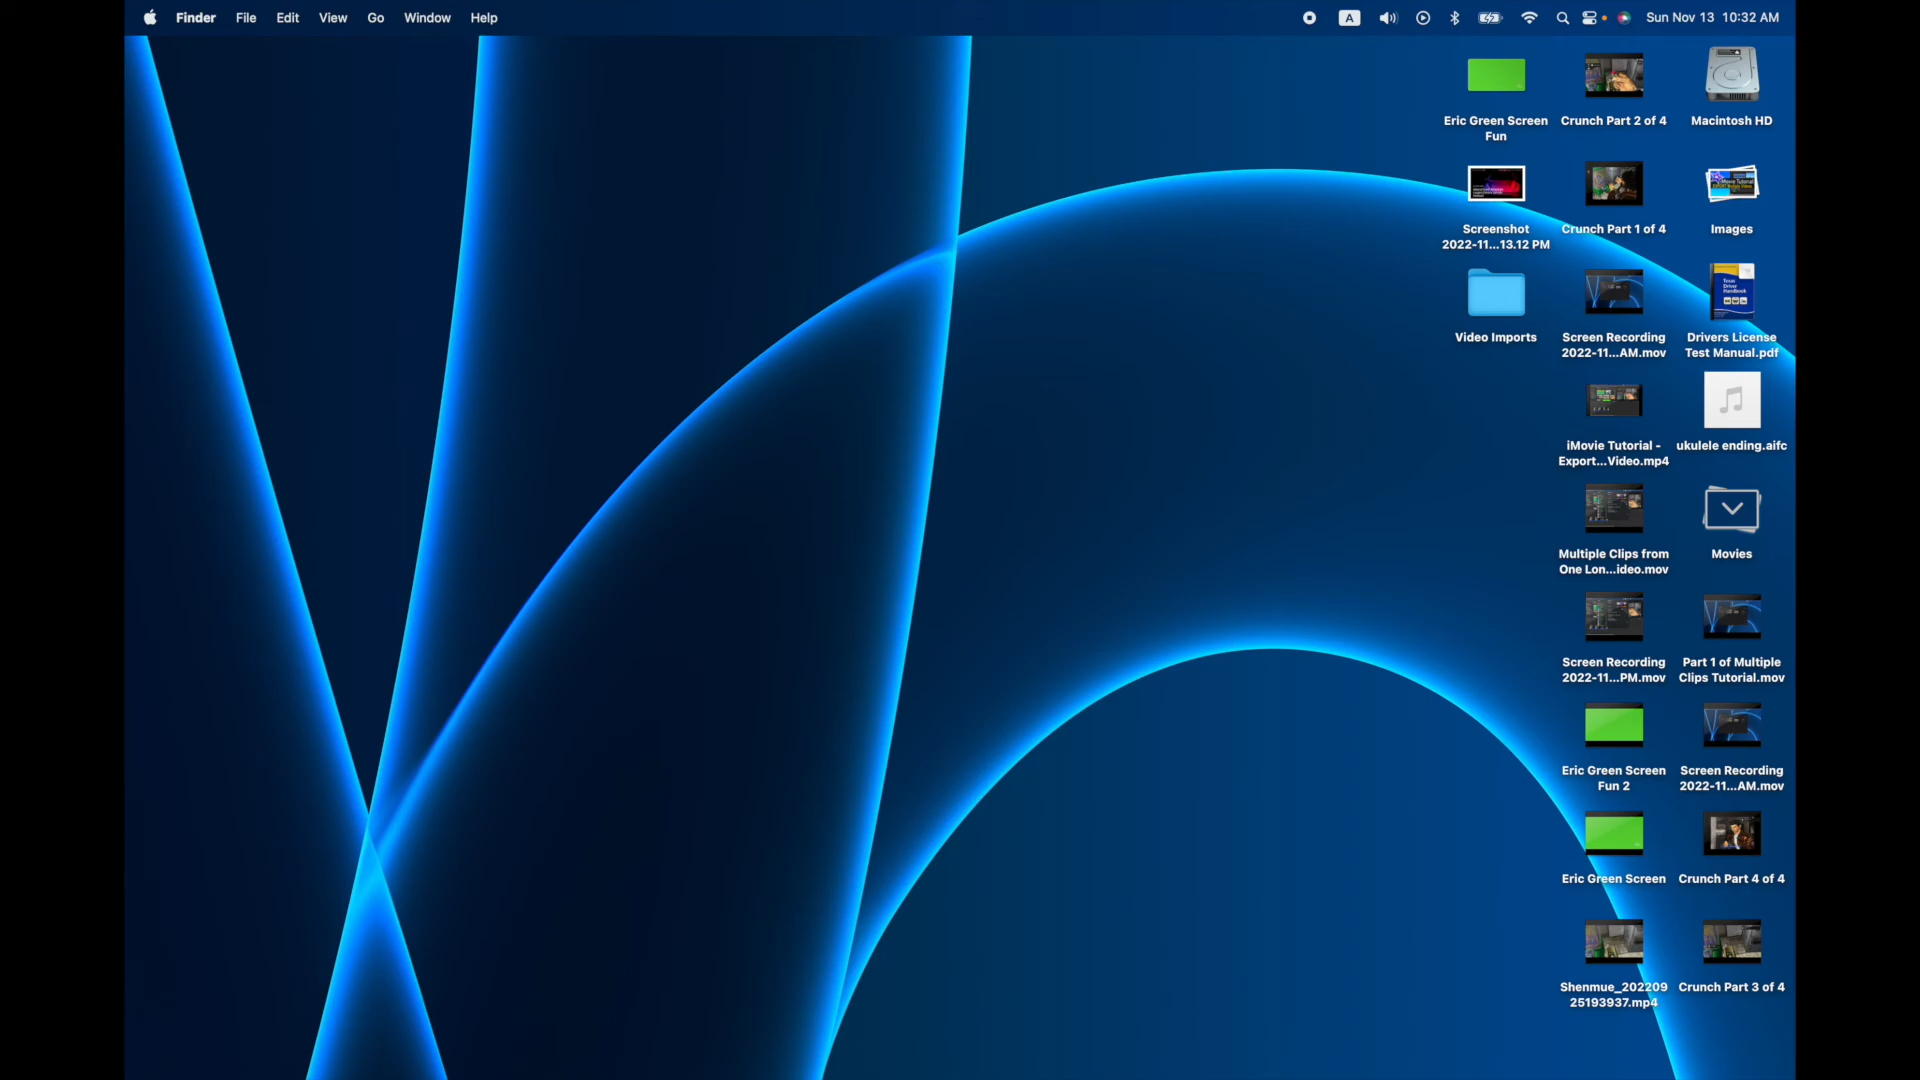 Finder File Edit View Go Window Help
A
Sun Nov 13 10:32 AM
Eric Green Screen
Fun
Crunch Part 2 of 4
Macintosh HD
Screenshot
2022-11...13.12 PM
Crunch Part 1 of 4
Images
Video Imports
Screen Recording
2022-11...AM.mov
Texas
Driver
Handbook
Drivers License
Test Manual.pdf
iMovie Tutorial -
Export...Video.mp4
ukulele ending.aifc
Multiple Clips from
One Lon...ideo.mov
Movies
Screen Recording
2022-11...PM.mov
Part 1 of Multiple
Clips Tutorial.mov
Eric Green Screen
Fun 2
Screen Recording
2022-11...AM.mov
Eric Green Screen
Crunch Part 4 of 4
Shenmue_202209
25193937.mp4
Crunch Part 3 of 4